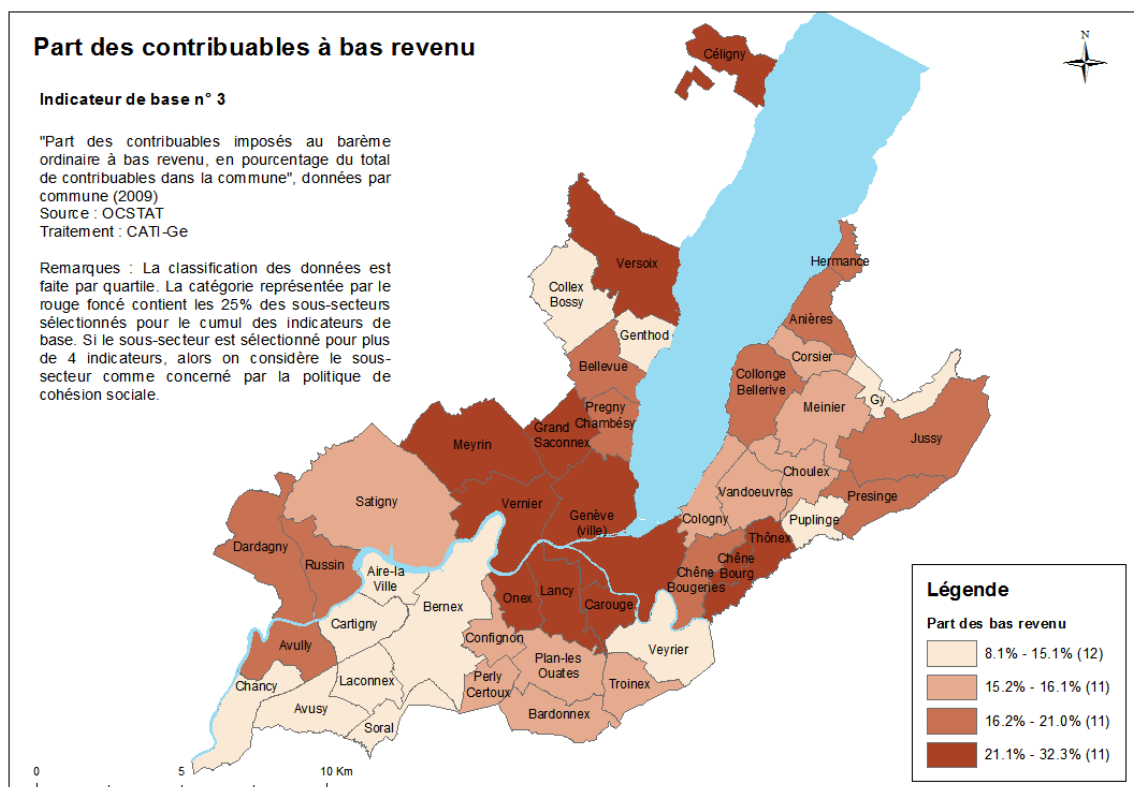 Part des contribuables à bas revenu
Indicateur de base n° 3
"Part des contribuables imposés au barème
ordinaire à bas revenu, en pourcentage du total
de contribuables dans la commune", données par
commune (2009)
Source : OCSTAT
Traitement : CATI-Ge
Remarques : La classification des données est
faite par quartile. La catégorie représentée par le
rouge foncé contient les 25% des sous-secteurs
sélectionnés pour le cumul des indicateurs de
base. Si le sous-secteur est sélectionné pour plus
de 4 indicateurs, alors on considère le sous-
secteur comme concerné par la politique de
cohésion sociale.
N
Céligny
Versoix
Collex
Bossy
Genthod
Bellevue
Pregny
Chambésy
Grand
Saconnex
Meyrin
Vernier
Genève
(ville)
Satigny
Dardagny
Russin
Aire-la
Ville
Bernex
Cartigny
Avully
Chancy
Laconnex
Avusy
Soral
Onex
Lancy
Carouge
Confignon
Perly
Certoux
Plan-les
Ouates
Bardonnex
Troinex
Veyrier
Hermance
Anières
Corsier
Collonge
Bellerive
Meinier
Gy
Jussy
Choulex
Vandoeuvres
Presinge
Cologny
Puplinge
Thônex
Chêne
Bourg
Chêne
Bougeries
Légende
Part des bas revenu
8.1% - 15.1% (12)
15.2% - 16.1% (11)
16.2% - 21.0% (11)
21.1% - 32.3% (11)
0 5 10 Km